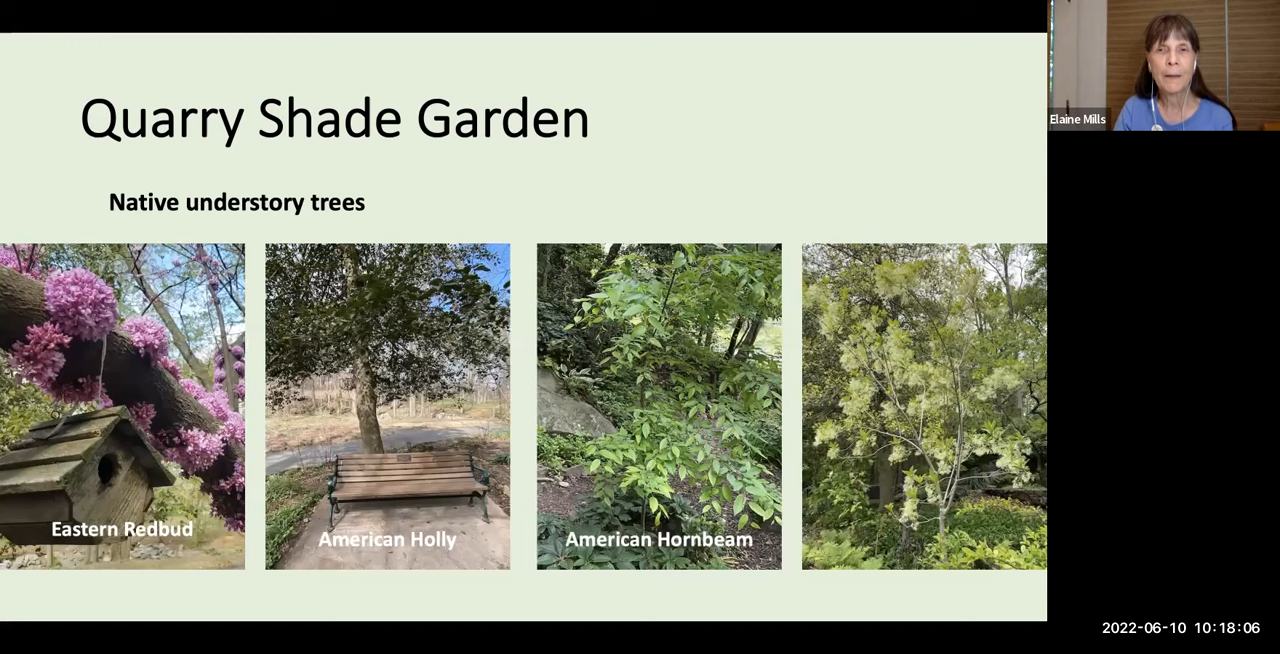 Quarry Shade Garden
Native understory trees
Eastern Redbud
American Holly
American Hornbeam
Elaine Mills
2022-06-10 10:18:06